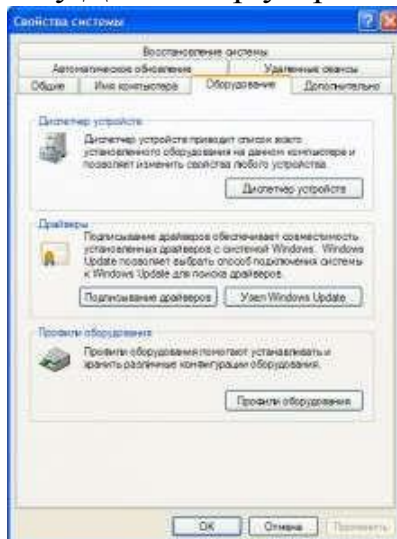 Свойства системы
Восстановление системы
Автоматическое обновление
Удаленные сеансы
Общие
Имя компьютера
Оборудование
Дополнительно
Диспетчер устройств
Диспетчер устройств приводит список всего
установленного оборудования на данном компьютере и
позволяет изменить свойства любого устройства.
Диспетчер устройств
Драйверы
Подписывание драйверов обеспечивает совместимость
установленных драйверов с системой Windows. Windows
Update позволяет выбрать способ подключения системы
к Windows Update для поиска драйверов.
Подписывание драйверов
Узел Windows Update
Профили оборудования
Профили оборудования помогают устанавливать и
хранить различные конфигурации оборудования.
Профили оборудования
OK
Отмена
Применить